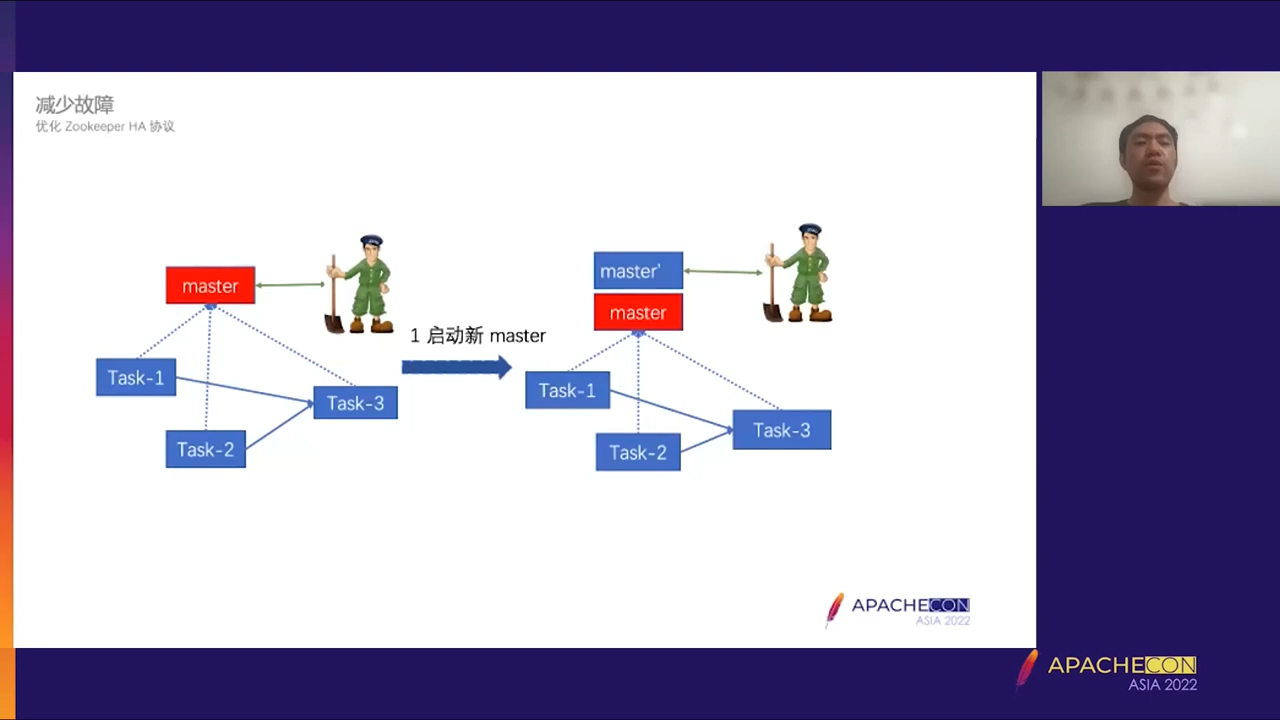 减少故障
优化 Zookeeper HA 协议
master
Task-1
Task-2
Task-3
1 启动新 master
master'
master
Task-1
Task-2
Task-3
APACHECON
ASIA 2022
APACHECON
ASIA 2022